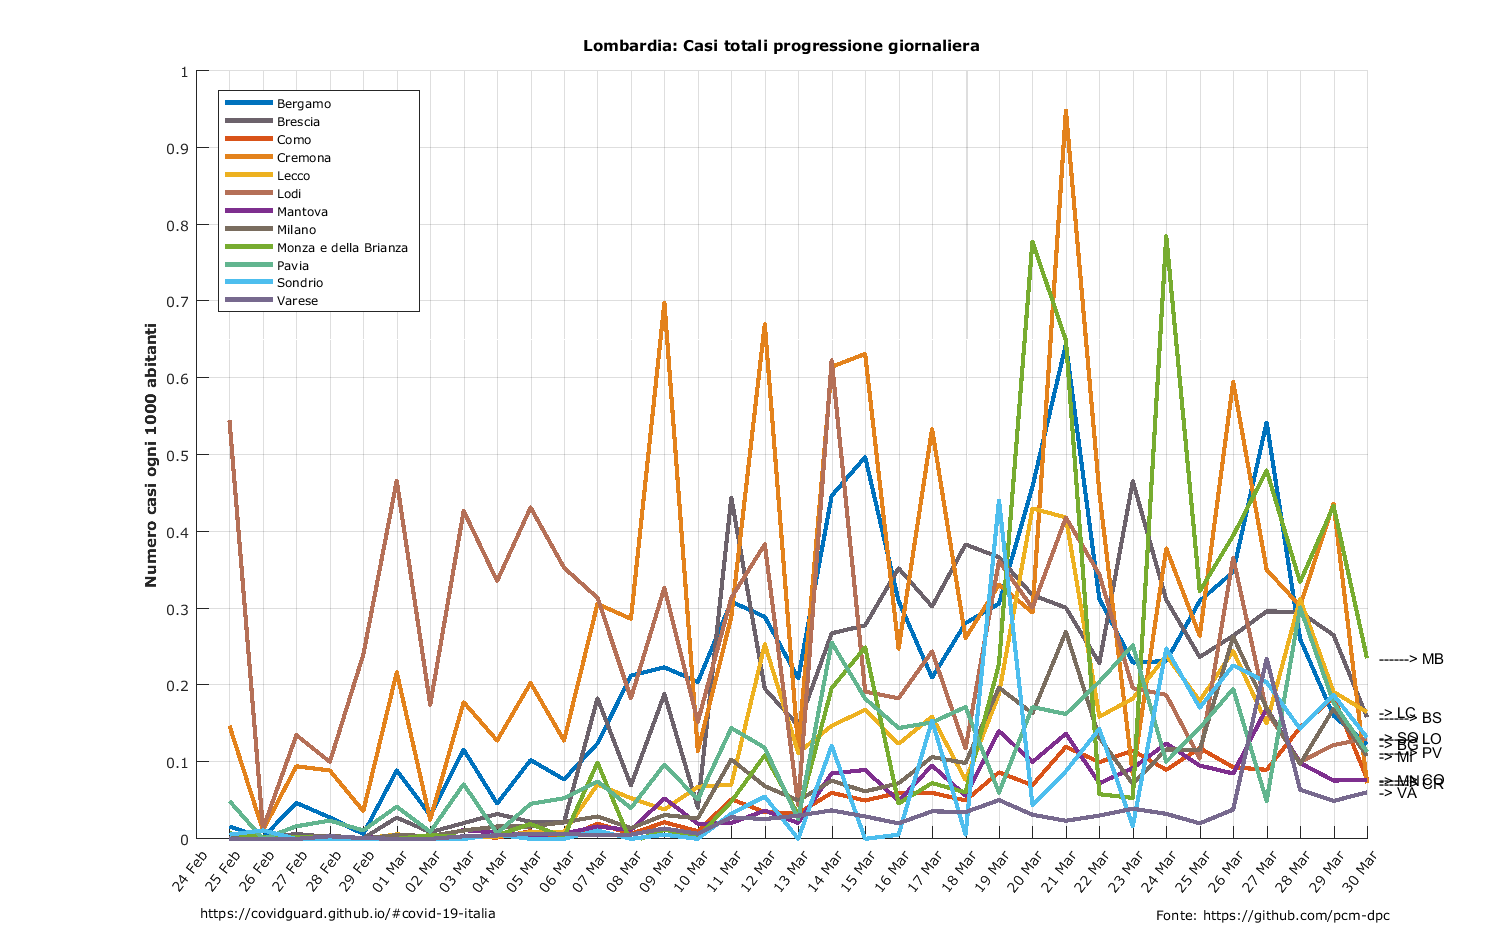 Lombardia: Casi totali progressione giornaliera
Numero casi ogni 1000 abitanti
1
0.9
0.8
0.7
0.6
0.5
0.4
0.3
0.2
0.1
0
Bergamo
Brescia
Como
Cremona
Lecco
Lodi
Mantova
Milano
Monza e della Brianza
Pavia
Sondrio
Varese
------> MB
-> LC
------> BS
-> SO
------> LO
-> BG
------> PV
-> MI
-> MN
------> CO
------> CR
-> VA
24 Feb
25 Feb
26 Feb
27 Feb
28 Feb
29 Feb
01 Mar
02 Mar
03 Mar
04 Mar
05 Mar
06 Mar
07 Mar
08 Mar
09 Mar
10 Mar
11 Mar
12 Mar
13 Mar
14 Mar
15 Mar
16 Mar
17 Mar
18 Mar
19 Mar
20 Mar
21 Mar
22 Mar
23 Mar
24 Mar
25 Mar
26 Mar
27 Mar
28 Mar
29 Mar
30 Mar
https://covidguard.github.io/#covid-19-italia
Fonte: https://github.com/pcm-dpc